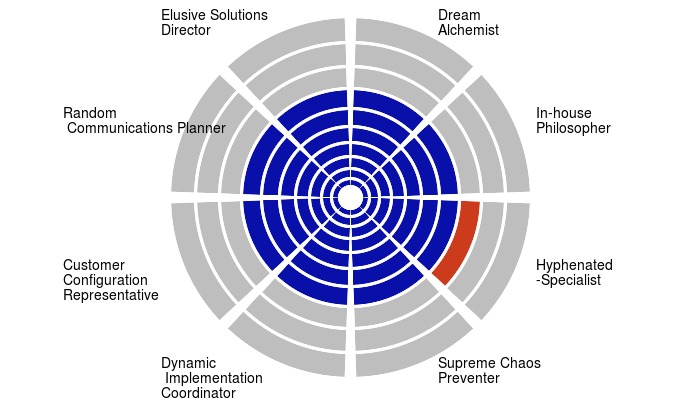 Elusive Solutions
Director
Dream
Alchemist
Random
Communications Planner
In-house
Philosopher
Customer
Configuration
Representative
Hyphenated
-Specialist
Dynamic
Implementation
Coordinator
Supreme Chaos
Preventer